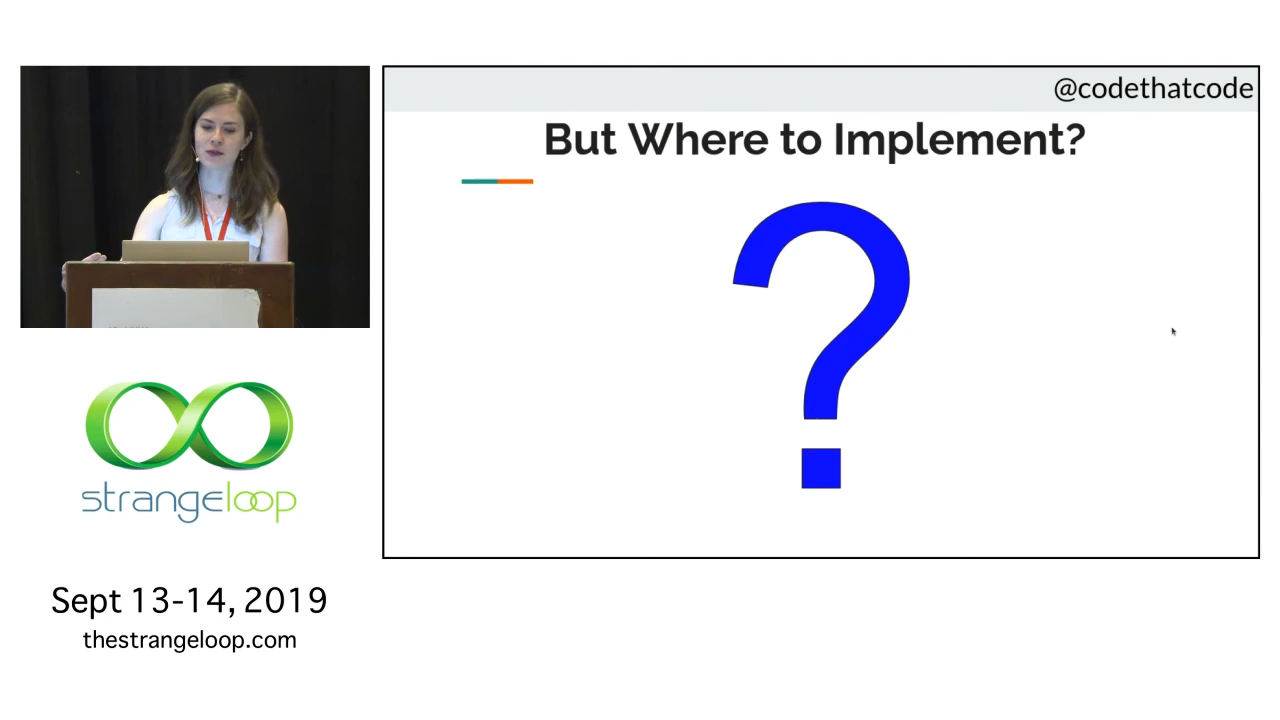 @codethatcode
But Where to Implement?
?
strangeloop
Sept 13-14, 2019
thestrangeloop.com